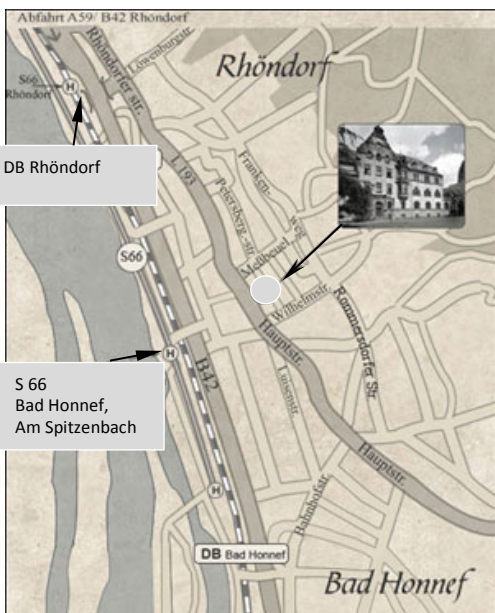 Abfahrt A59/ B42 Rhöndorf
Rhöndorfer str.
Löwenburgstr.
Rhöndorf
S66
Rhöndorf
H
DB Rhöndorf
L 193
Franken-
weg
Petersberg-str.
Meßbeuel
S66
Wilhelmstr.
Rommersdorfer Str
H
B42
Hauptstr.
S 66
Bad Honnef,
Am Spitzenbach
Luisenstr.
Hauptstr.
Bahnhofstr.
H
DB Bad Honnef
Bad Honnef